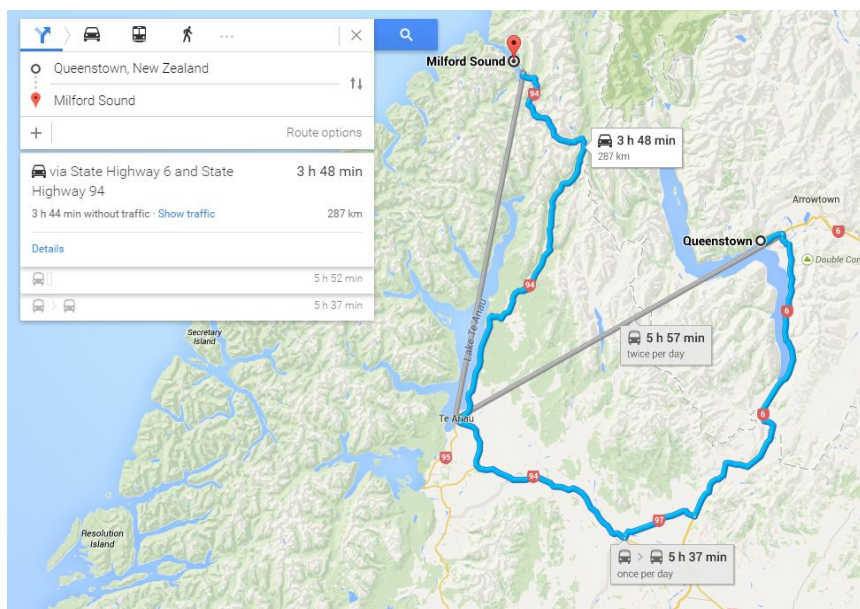 Queenstown, New Zealand
Milford Sound
Route options
via State Highway 6 and State
Highway 94
3 h 48 min
3 h 44 min without traffic · Show traffic
287 km
Details
5 h 52 min
5 h 37 min
Milford Sound
94
3 h 48 min
287 km
Arrowtown
6
Queenstown
Double Con
94
6
Lake Te Anau
5 h 57 min
twice per day
Secretary
Island
Te Anau
6
95
94
97
Resolution
Island
5 h 37 min
once per day